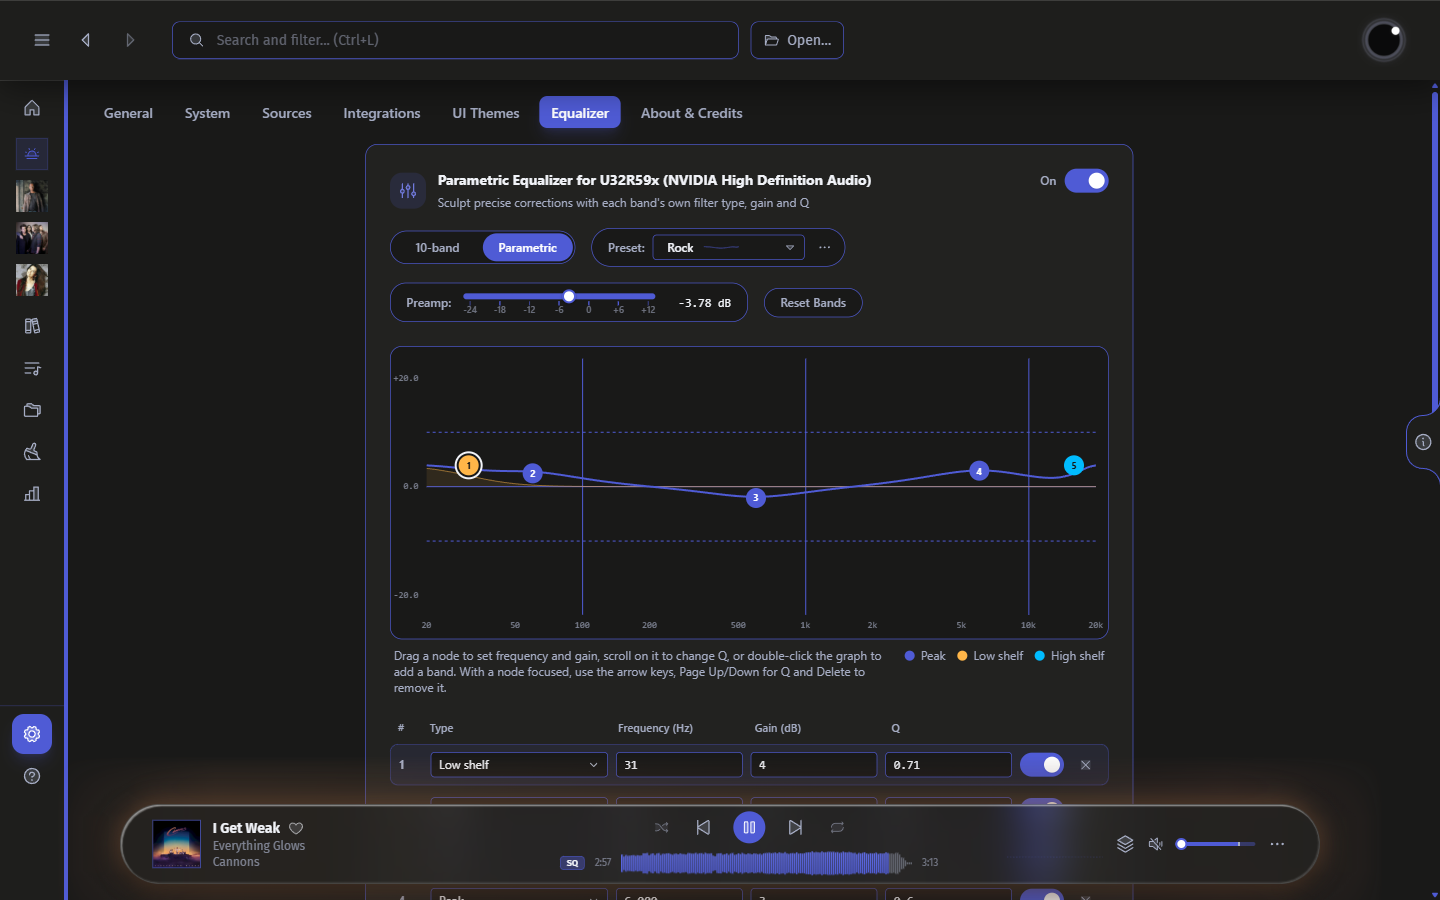 Search and filter... (Ctrl+L)
Open...
General
System
Sources
Integrations
UI Themes
Equalizer
About & Credits
Parametric Equalizer for U32R59x (NVIDIA High Definition Audio)
On
Sculpt precise corrections with each band's own filter type, gain and Q
10-band
Parametric
Preset:
Rock
Preamp:
-24 -18 -12 -6 0 +6 +12
-3.78 dB
Reset Bands
+20.0
0.0
-20.0
1
2
3
4
5
20 50 100 200 500 1k 2k 5k 10k 20k
Drag a node to set frequency and gain, scroll on it to change Q, or double-click the graph to
add a band. With a node focused, use the arrow keys, Page Up/Down for Q and Delete to
remove it.
Peak
Low shelf
High shelf
# Type Frequency (Hz) Gain (dB) Q
1 Low shelf 31 4 0.71
I Get Weak
Everything Glows
Cannons
SQ
2:57
3:13